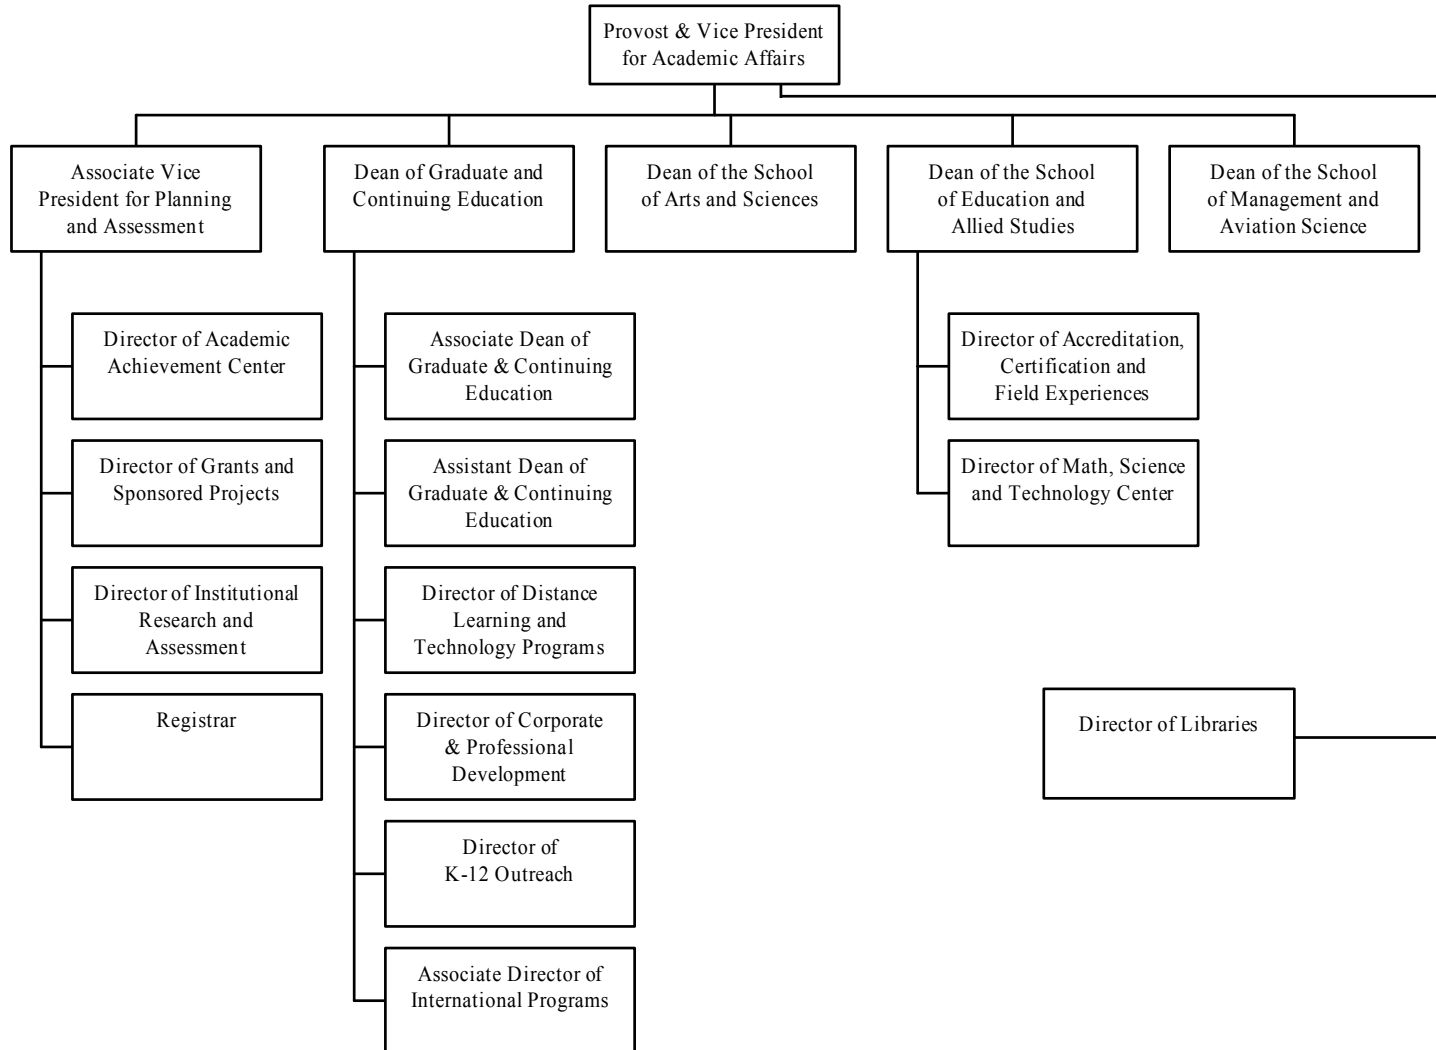 Provost & Vice President
for Academic Affairs
Associate Vice
President for Planning
and Assessment
Dean of Graduate and
Continuing Education
Dean of the School
of Arts and Sciences
Dean of the School
of Education and
Allied Studies
Dean of the School
of Management and
Aviation Science
Director of Academic
Achievement Center
Director of Grants and
Sponsored Projects
Director of Institutional
Research and
Assessment
Registrar
Associate Dean of
Graduate & Continuing
Education
Assistant Dean of
Graduate & Continuing
Education
Director of Distance
Learning and
Technology Programs
Director of Corporate
& Professional
Development
Director of
K-12 Outreach
Associate Director of
International Programs
Director of Accreditation,
Certification and
Field Experiences
Director of Math, Science
and Technology Center
Director of Libraries